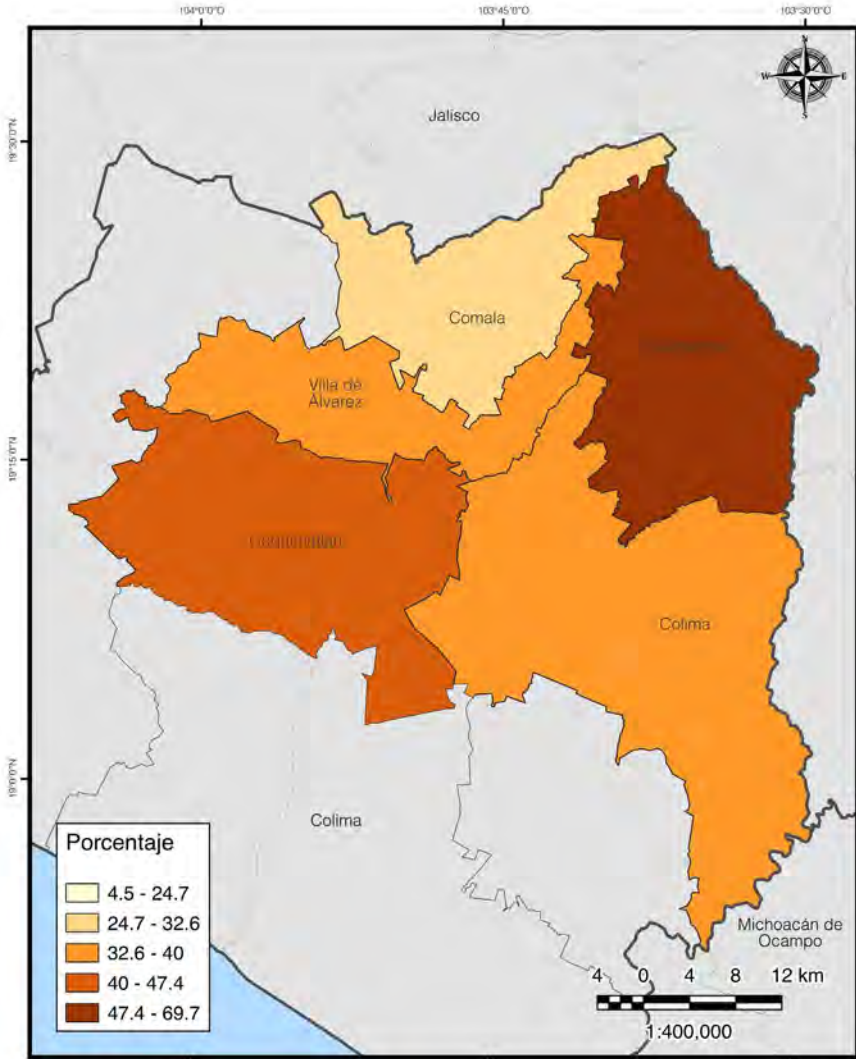 104°0'0"O
103°45'0"O
103°30'0"O
N
W
E
S
19°30'0"N
19°15'0"N
19°0'0"N
Jalisco
Comala
Villa de
Álvarez
Colima
Colima
Michoacán de
Ocampo
Porcentaje
4.5 - 24.7
24.7 - 32.6
32.6 - 40
40 - 47.4
47.4 - 69.7
4 0 4 8 12 km
1:400,000